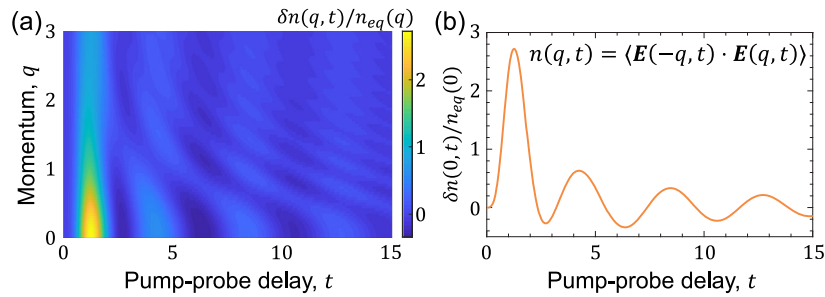 (a)
δn(q,t)/n_eq(q)
Momentum, q
3
2
1
0
0
5
10
15
Pump-probe delay, t
2
1
0
(b)
n(q,t) = ⟨E(−q,t) · E(q,t)⟩
δn(0,t)/n_eq(0)
3
2
1
0
0
5
10
15
Pump-probe delay, t